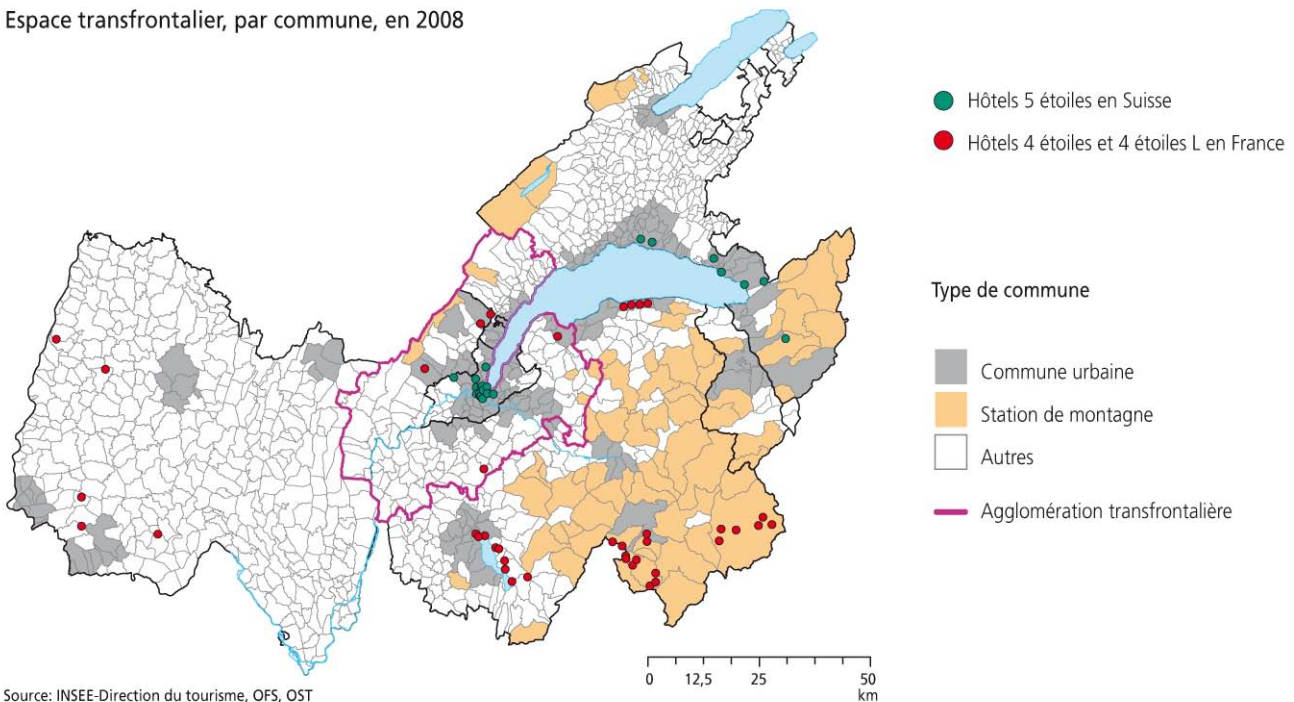 Espace transfrontalier, par commune, en 2008
Hôtels 5 étoiles en Suisse
Hôtels 4 étoiles et 4 étoiles L en France
Type de commune
Commune urbaine
Station de montagne
Autres
Agglomération transfrontalière
0 12,5 25 50
km
Source: INSEE-Direction du tourisme, OFS, OST